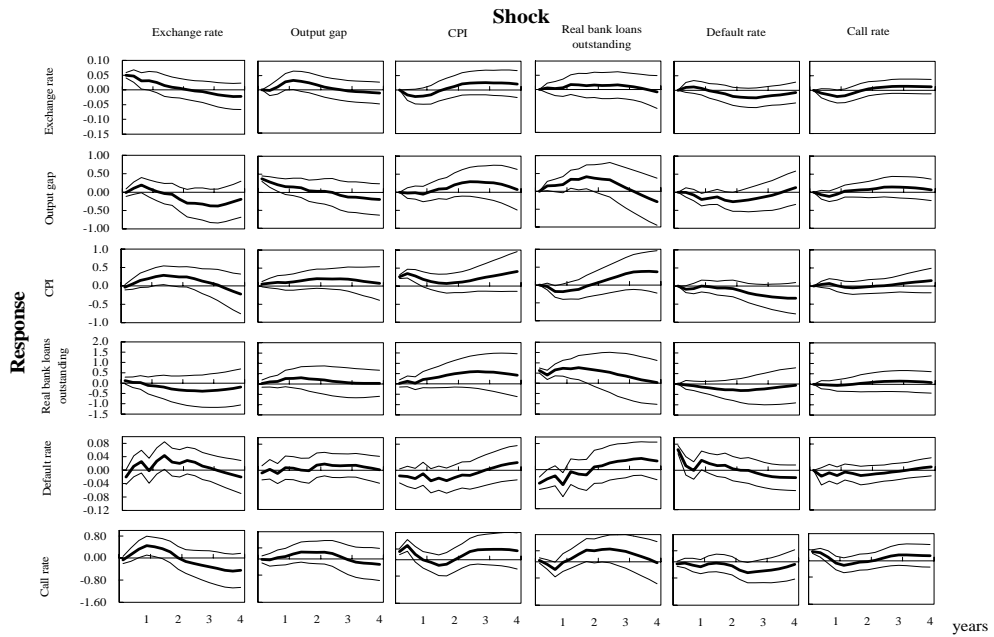 Shock
Exchange rate
Output gap
CPI
Real bank loans
outstanding
Default rate
Call rate
Response
Exchange rate
0.10
0.05
0.00
-0.05
-0.10
-0.15
Output gap
1.00
0.50
0.00
-0.50
-1.00
CPI
1.0
0.5
0.0
-0.5
-1.0
Real bank loans
outstanding
2.0
1.5
1.0
0.5
0.0
-0.5
-1.0
-1.5
Default rate
0.08
0.04
0.00
-0.04
-0.08
-0.12
Call rate
0.80
0.00
-0.80
-1.60
1 2 3 4 1 2 3 4 1 2 3 4 1 2 3 4 1 2 3 4 1 2 3 4
years